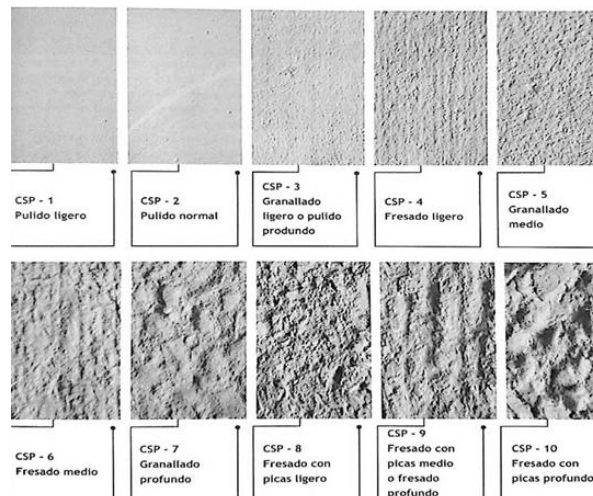 CSP - 1
Pulido ligero
CSP - 2
Pulido normal
CSP - 3
Granallado
ligero o pulido
produndo
CSP - 4
Fresado ligero
CSP - 5
Granallado
medio
CSP - 6
Fresado medio
CSP - 7
Granallado
profundo
CSP - 8
Fresado con
picas ligero
CSP - 9
Fresado con
picas medio
o fresado
profundo
CSP - 10
Fresado con
picas profundo